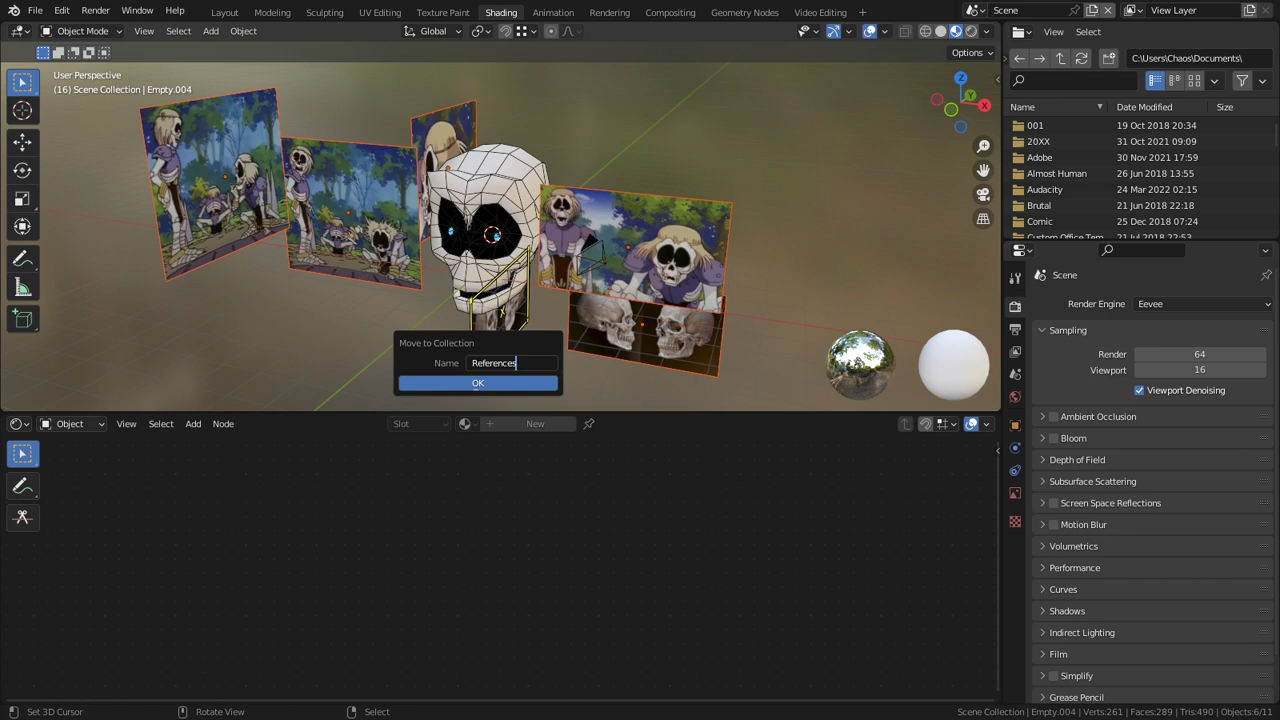 File Edit Render Window Help Layout Modeling Sculpting UV Editing Texture Paint Shading Animation Rendering Compositing Geometry Nodes Video Editing + Scene View Layer
Object Mode View Select Add Object Global View Select
Options C:\Users\Chaos\Documents\
User Perspective
(16) Scene Collection | Empty.004
Z
Y
X
Name Date Modified Size
001 19 Oct 2018 20:34
20XX 31 Oct 2021 09:09
Adobe 30 Nov 2021 17:59
Almost Human 26 Jun 2018 13:55
Audacity 24 Mar 2022 02:15
Brutal 21 Jun 2018 22:18
Comic 25 Dec 2018 07:24
Custom Office Tem... 21 Jul 2018 22:53
Scene
Render Engine Eevee
Sampling
Render 64
Viewport 16
Viewport Denoising
Ambient Occlusion
Bloom
Depth of Field
Subsurface Scattering
Screen Space Reflections
Motion Blur
Volumetrics
Performance
Curves
Shadows
Indirect Lighting
Film
Simplify
Grease Pencil
Move to Collection
Name References
OK
Object View Select Add Node Slot New
Set 3D Cursor Rotate View Select Scene Collection | Empty.004 | Verts:261 | Faces:289 | Tris:490 | Objects:6/11